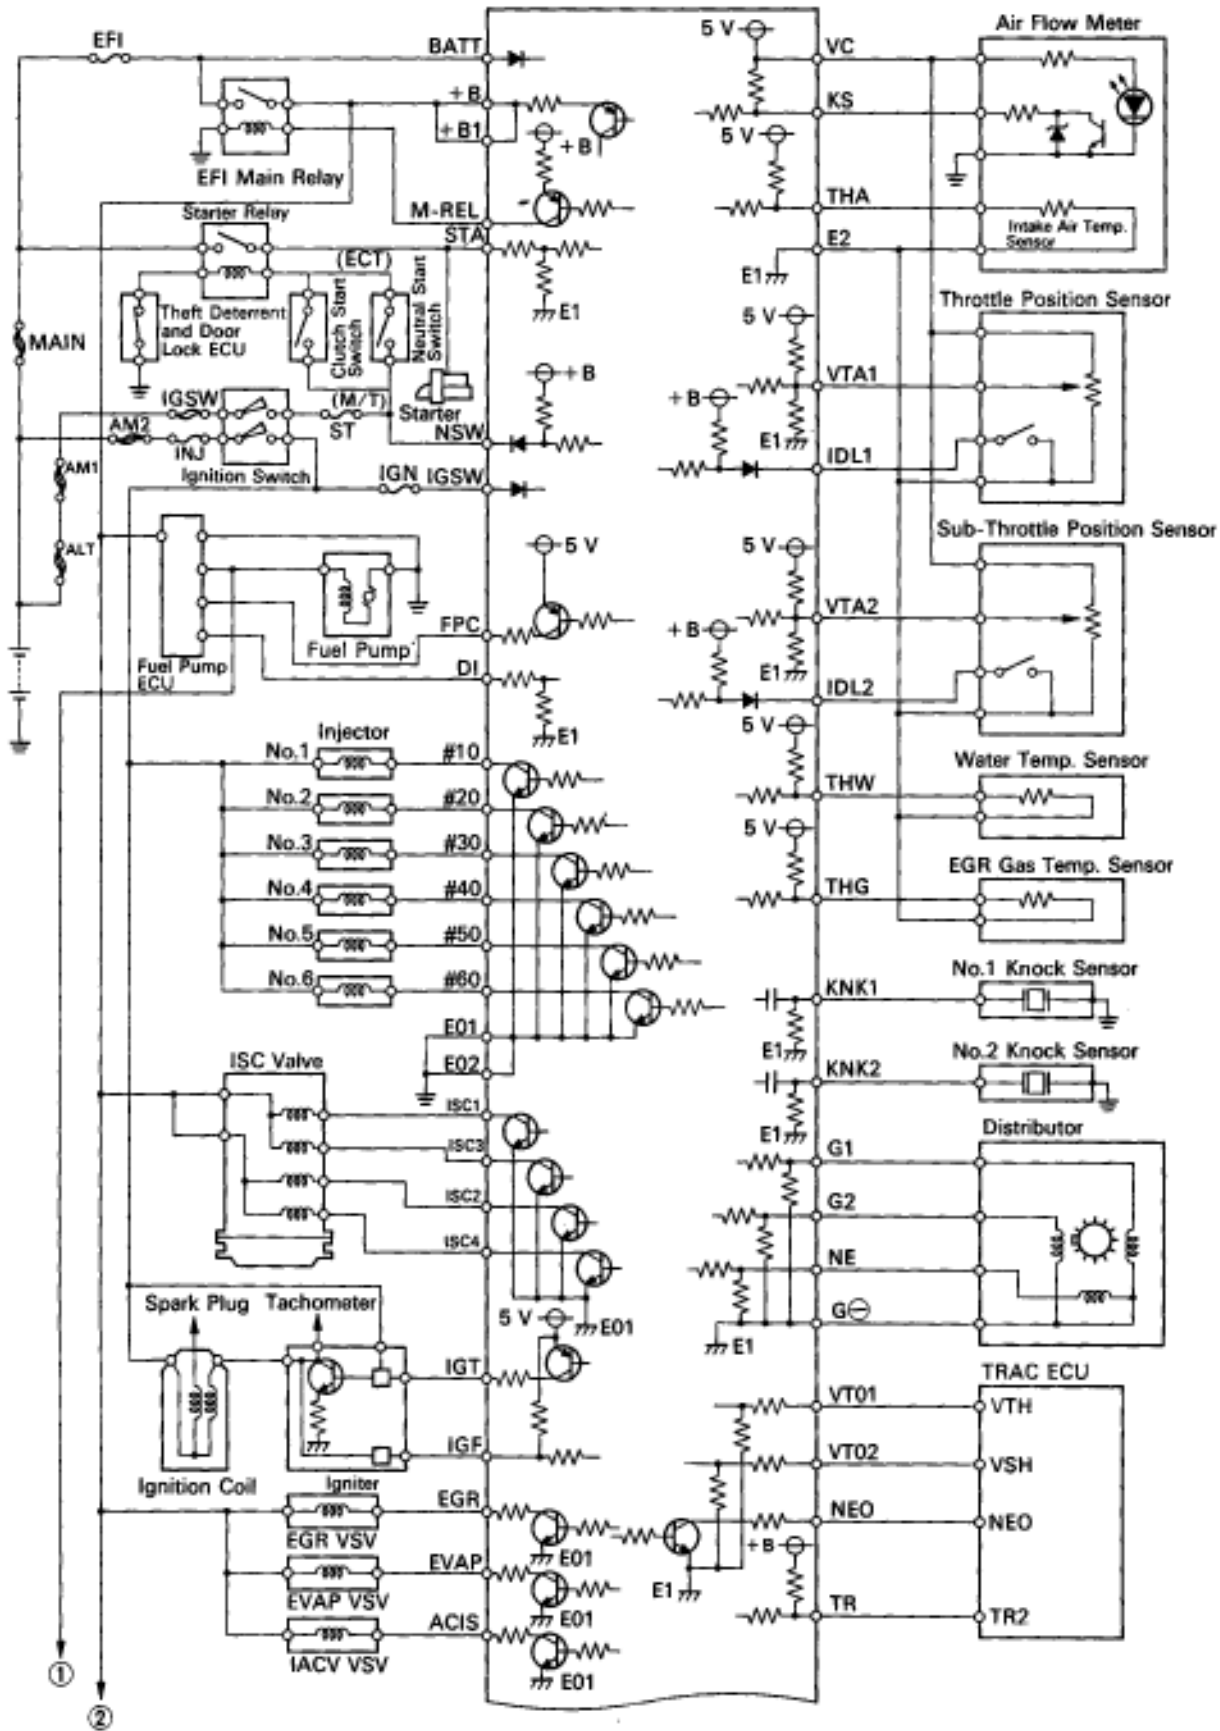 EFI
BATT
+B
+B1
EFI Main Relay
M-REL
Starter Relay
STA
(ECT)
Theft Deterrent
and Door
Lock ECU
Clutch Start
Switch
Neutral Start
Switch
MAIN
Starter
IGSW
(M/T)
ST
AM2
INJ
NSW
Ignition Switch
AM1
IGN
IGSW
ALT
FPC
Fuel Pump
Fuel Pump
ECU
DI
Injector
No.1
#10
No.2
#20
No.3
#30
No.4
#40
No.5
#50
No.6
#60
E01
E02
ISC Valve
ISC1
ISC3
ISC2
ISC4
Spark Plug
Tachometer
IGT
IGF
Ignition Coil
Igniter
EGR
EGR VSV
EVAP
EVAP VSV
ACIS
IACV VSV
1
2
+B
E1
+B
5 V
E1
E01
5 V
E01
E01
E01
5 V
5 V
E1
5 V
E1
+B
5 V
E1
+B
5 V
5 V
E1
E1
E1
E1
+B
VC
KS
THA
E2
VTA1
IDL1
VTA2
IDL2
THW
THG
KNK1
KNK2
G1
G2
NE
G⊖
VT01
VT02
NEO
TR
Air Flow Meter
Intake Air Temp.
Sensor
Throttle Position Sensor
Sub-Throttle Position Sensor
Water Temp. Sensor
EGR Gas Temp. Sensor
No.1 Knock Sensor
No.2 Knock Sensor
Distributor
TRAC ECU
VTH
VSH
NEO
TR2